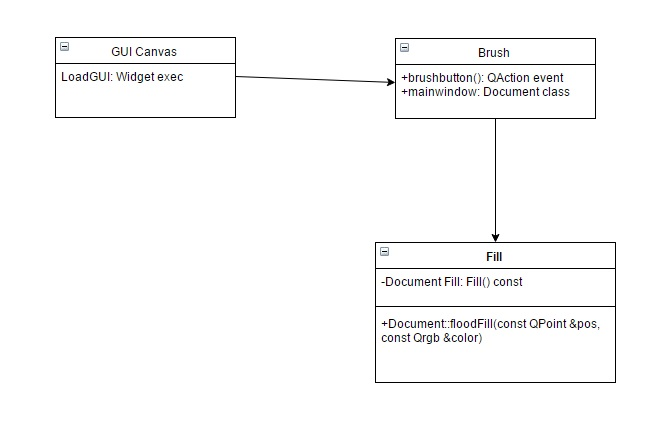 GUI Canvas
LoadGUI: Widget exec
Brush
+brushbutton(): QAction event
+mainwindow: Document class
Fill
-Document Fill: Fill() const
+Document::floodFill(const QPoint &pos,
const Qrgb &color)